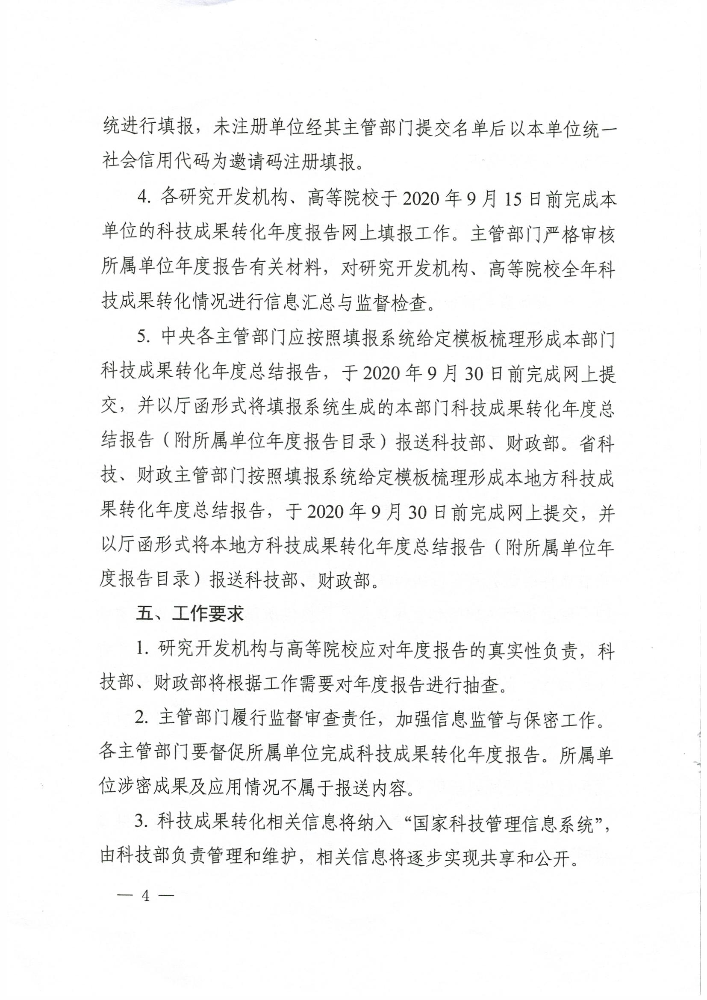 统进行填报，未注册单位经其主管部门提交名单后以本单位统一
社会信用代码为邀请码注册填报。
4. 各研究开发机构、高等院校于 2020 年 9 月 15 日前完成本
单位的科技成果转化年度报告网上填报工作。主管部门严格审核
所属单位年度报告有关材料，对研究开发机构、高等院校全年科
技成果转化情况进行信息汇总与监督检查。
5. 中央各主管部门应按照填报系统给定模板梳理形成本部门
科技成果转化年度总结报告，于 2020 年 9 月 30 日前完成网上提
交，并以厅函形式将填报系统生成的本部门科技成果转化年度总
结报告（附所属单位年度报告目录）报送科技部、财政部。省科
技、财政主管部门按照填报系统给定模板梳理形成本地方科技成
果转化年度总结报告，于 2020 年 9 月 30 日前完成网上提交，并
以厅函形式将本地方科技成果转化年度总结报告（附所属单位年
度报告目录）报送科技部、财政部。
五、工作要求
1. 研究开发机构与高等院校应对年度报告的真实性负责，科
技部、财政部将根据工作需要对年度报告进行抽查。
2. 主管部门履行监督审查责任，加强信息监管与保密工作。
各主管部门要督促所属单位完成科技成果转化年度报告。所属单
位涉密成果及应用情况不属于报送内容。
3. 科技成果转化相关信息将纳入“国家科技管理信息系统”，
由科技部负责管理和维护，相关信息将逐步实现共享和公开。
— 4 —